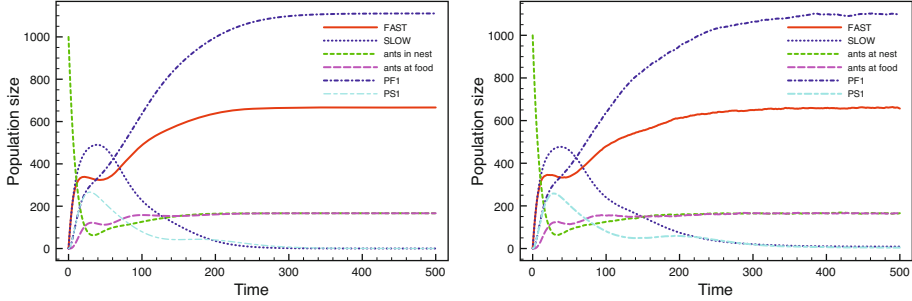 FAST
SLOW
ants in nest
ants at food
PF1
PS1
Population size
1000
800
600
400
200
0
0 100 200 300 400 500
Time
FAST
SLOW
ants at nest
ants at food
PF1
PS1
Population size
1000
800
600
400
200
0
0 100 200 300 400 500
Time